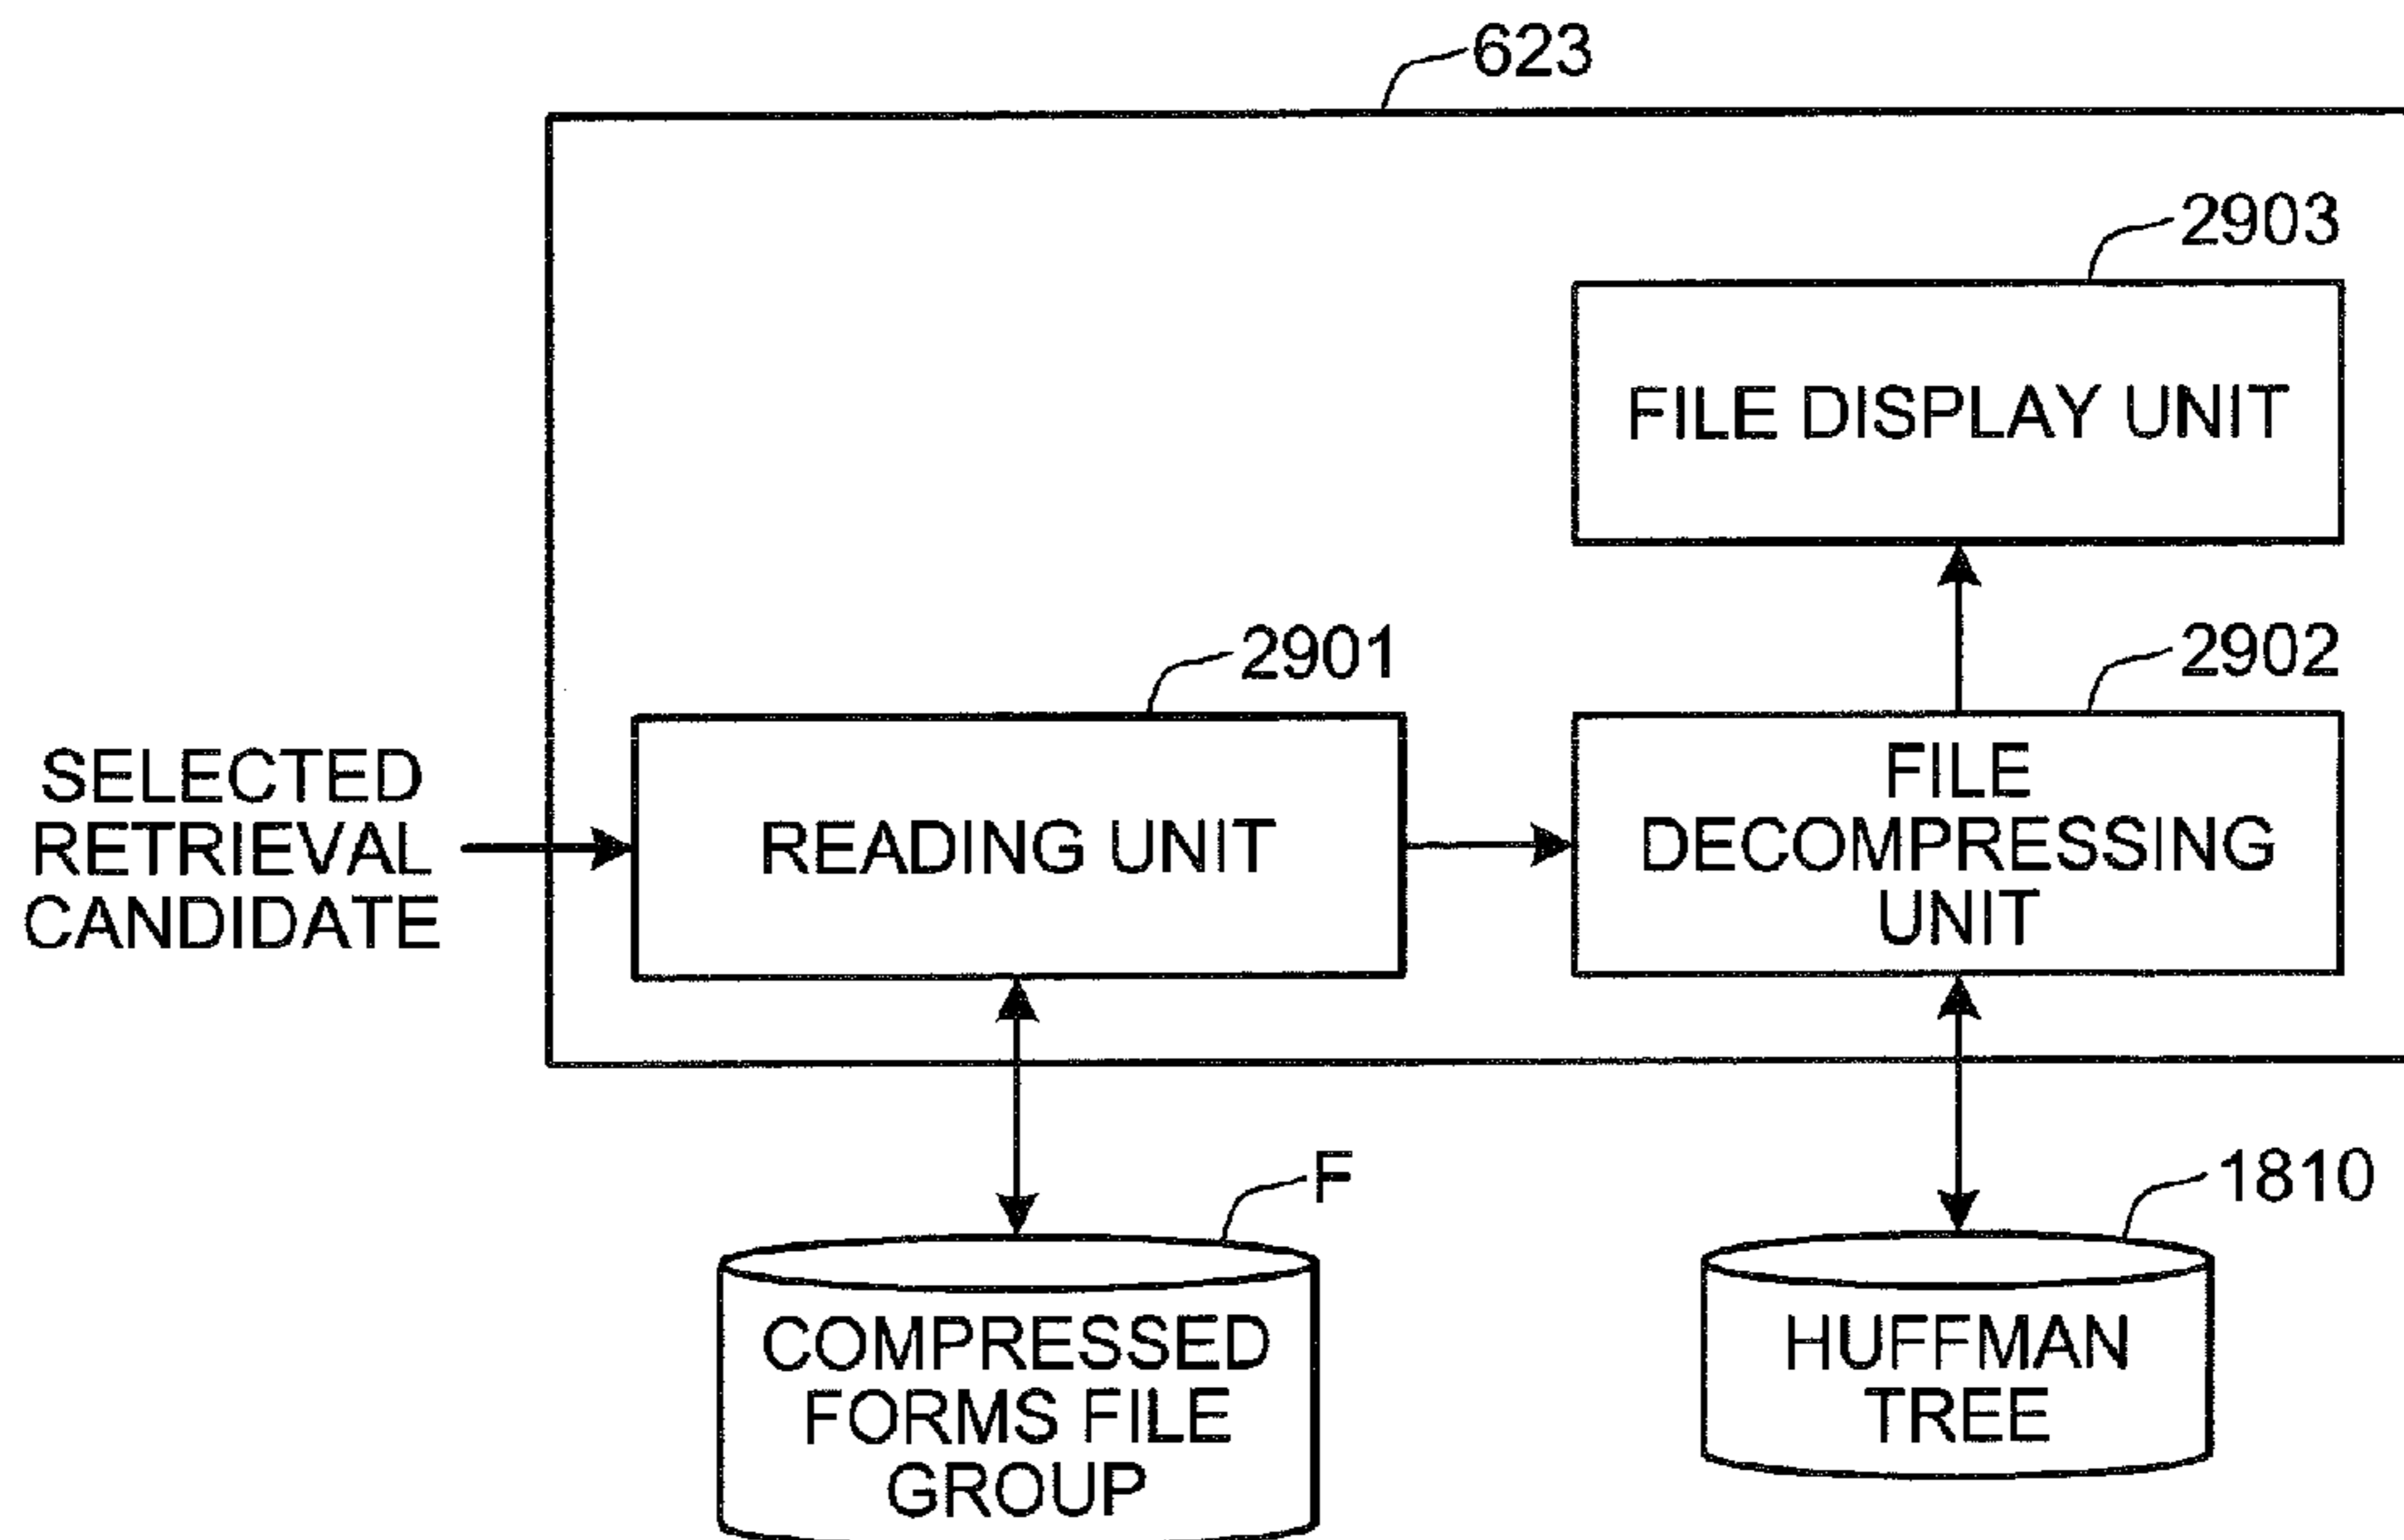 623
2903
FILE DISPLAY UNIT
2901
2902
SELECTED
RETRIEVAL
CANDIDATE
READING UNIT
FILE
DECOMPRESSING
UNIT
F
1810
COMPRESSED
FORMS FILE
GROUP
HUFFMAN
TREE